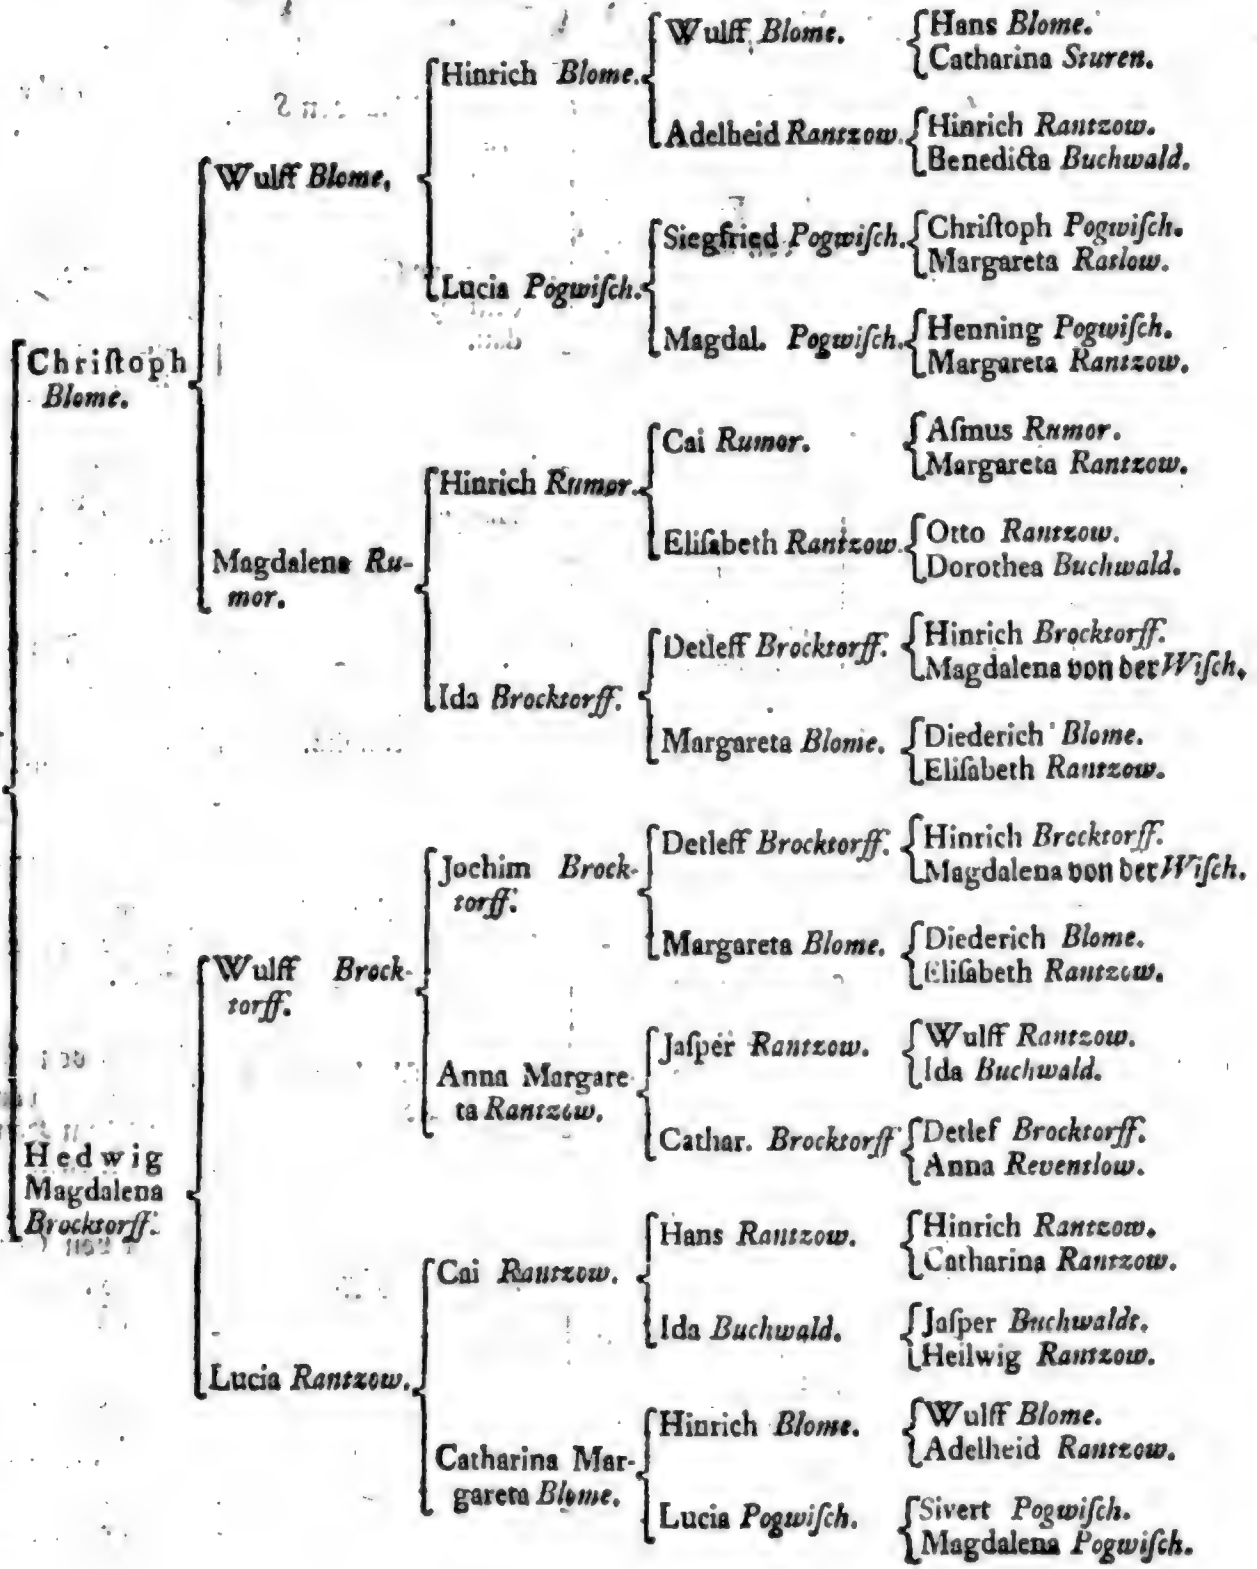 Chriſtoph
Blome.
Hedwig
Magdalena
Brocktorff.
Wulff Blome.
Magdalena Ru-
mor.
Wulff Brock-
torff.
Lucia Rantzow.
Hinrich Blome.
Lucia Pogwiſch.
Hinrich Rumor.
Ida Brocktorff.
Jochim Brock-
torff.
Anna Margare-
ta Rantzow.
Cai Rantzow.
Catharina Mar-
gareta Blome.
Wulff Blome.
Adelheid Rantzow.
Siegfried Pogwiſch.
Magdal. Pogwiſch.
Cai Rumor.
Eliſabeth Rantzow.
Detleff Brocktorff.
Margareta Blome.
Detleff Brocktorff.
Margareta Blome.
Jaſper Rantzow.
Cathar. Brocktorff
Hans Rantzow.
Ida Buchwald.
Hinrich Blome.
Lucia Pogwiſch.
Hans Blome.
Catharina Sturen.
Hinrich Rantzow.
Benedicta Buchwald.
Chriſtoph Pogwiſch.
Margareta Ratlow.
Henning Pogwiſch.
Margareta Rantzow.
Aſmus Rumor.
Margareta Rantzow.
Otto Rantzow.
Dorothea Buchwald.
Hinrich Brocktorff.
Magdalena von der Wiſch.
Diederich Blome.
Eliſabeth Rantzow.
Hinrich Brocktorff.
Magdalena von der Wiſch.
Diederich Blome.
Eliſabeth Rantzow.
Wulff Rantzow.
Ida Buchwald.
Detlef Brocktorff.
Anna Reventlow.
Hinrich Rantzow.
Catharina Rantzow.
Jaſper Buchwaldt.
Heilwig Rantzow.
Wulff Blome.
Adelheid Rantzow.
Sivert Pogwiſch.
Magdalena Pogwiſch.